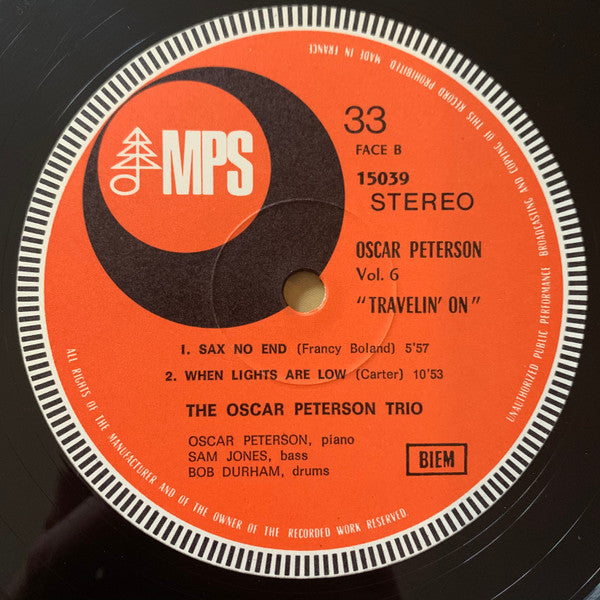 MPS
33
FACE B
15039
STEREO
OSCAR PETERSON
Vol. 6
"TRAVELIN' ON"
1. SAX NO END (Francy Boland) 5'57
2. WHEN LIGHTS ARE LOW (Carter) 10'53
THE OSCAR PETERSON TRIO
OSCAR PETERSON, piano
SAM JONES, bass
BOB DURHAM, drums
BIEM
ALL RIGHTS OF THE MANUFACTURER AND OF THE OWNER OF THE RECORDED WORK RESERVED.
UNAUTHORIZED PUBLIC PERFORMANCE BROADCASTING AND COPYING OF THIS RECORD PROHIBITED MADE IN FRANCE